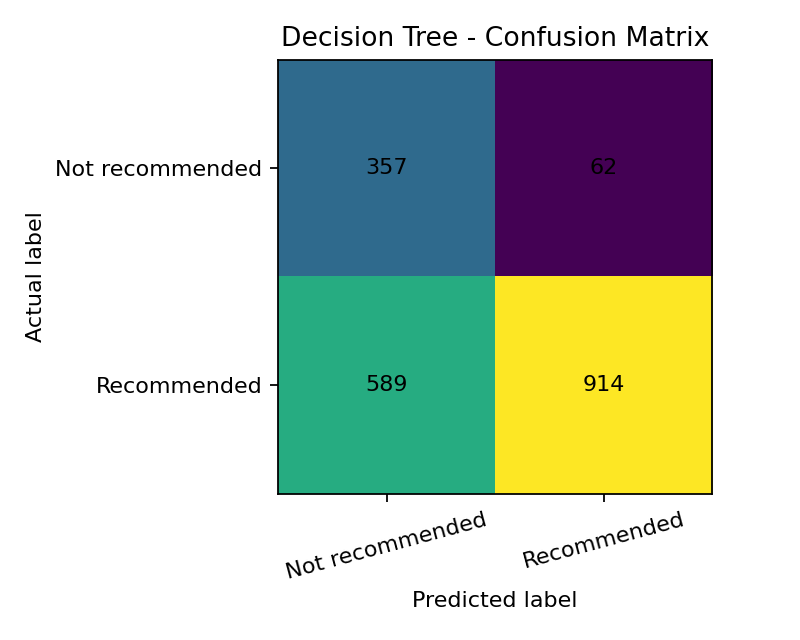 Decision Tree - Confusion Matrix
Actual label
Not recommended
357
62
Recommended
589
914
Not recommended
Recommended
Predicted label